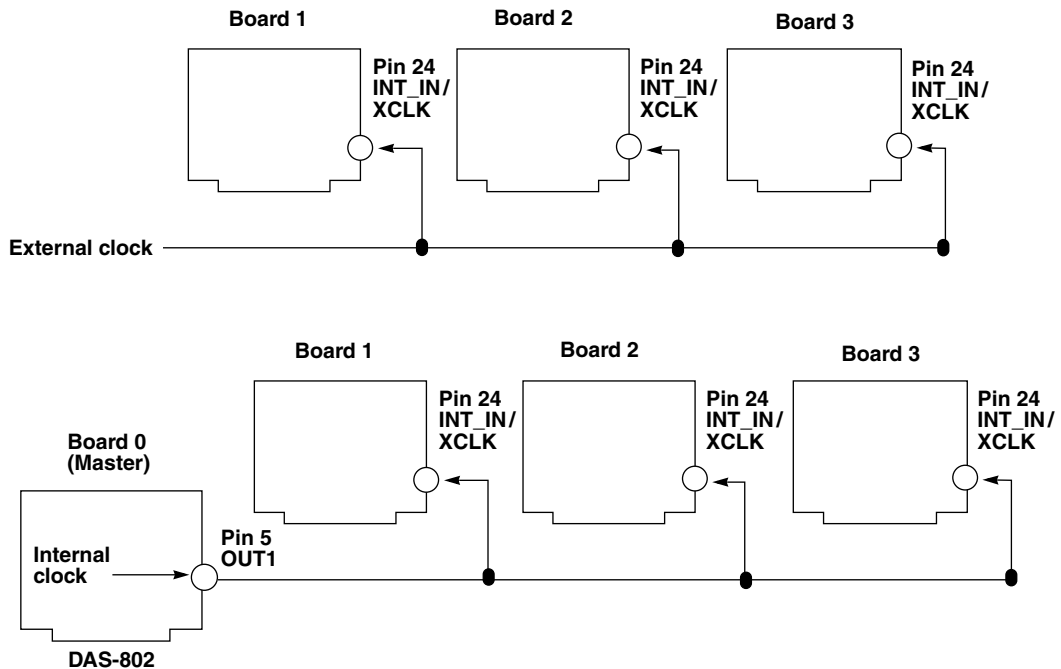 Board 1
Board 2
Board 3
Pin 24
INT_IN/
XCLK
Pin 24
INT_IN/
XCLK
Pin 24
INT_IN/
XCLK
External clock
Board 1
Board 2
Board 3
Pin 24
INT_IN/
XCLK
Pin 24
INT_IN/
XCLK
Pin 24
INT_IN/
XCLK
Board 0
(Master)
Pin 5
OUT1
Internal
clock
DAS-802